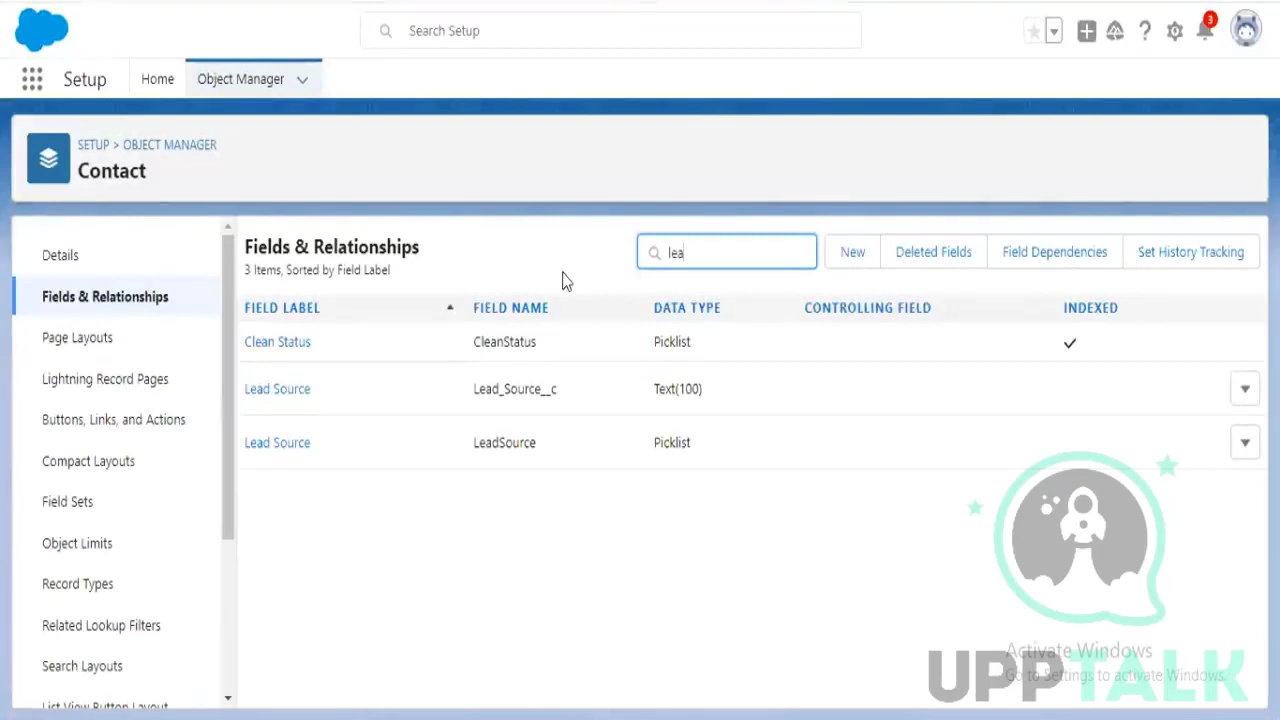 Search Setup
3
Setup
Home
Object Manager
SETUP > OBJECT MANAGER
Contact
Details
Fields & Relationships
Page Layouts
Lightning Record Pages
Buttons, Links, and Actions
Compact Layouts
Field Sets
Object Limits
Record Types
Related Lookup Filters
Search Layouts
List View Button Layout
Fields & Relationships
3 Items, Sorted by Field Label
lea
New
Deleted Fields
Field Dependencies
Set History Tracking
FIELD LABEL FIELD NAME DATA TYPE CONTROLLING FIELD INDEXED
Clean Status CleanStatus Picklist
Lead Source Lead_Source__c Text(100)
Lead Source LeadSource Picklist
Activate Windows
Go to Settings to activate Windows.
UPPTALK